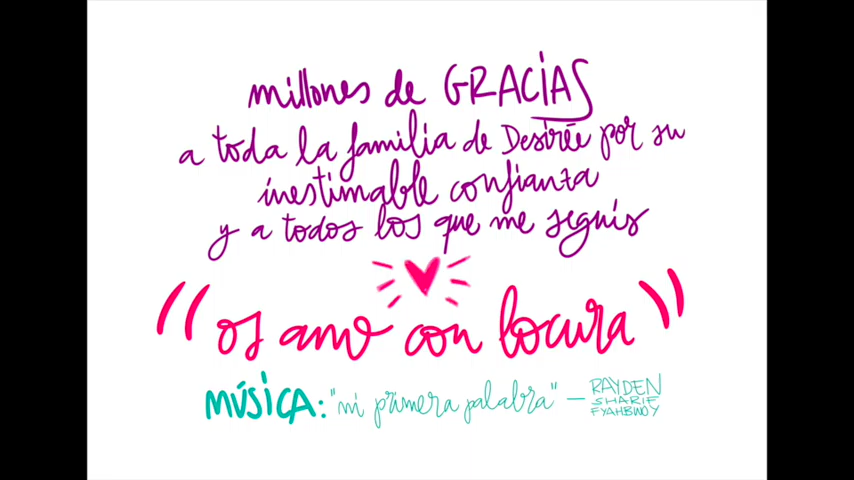 millones de GRACIAS
a toda la familia de Desirée por su
inestimable confianza
y a todos los que me seguis
"os amo con locura"
MÚSICA: "mi primera palabra" — RAYDEN
SHARIF
FYAHBWOY